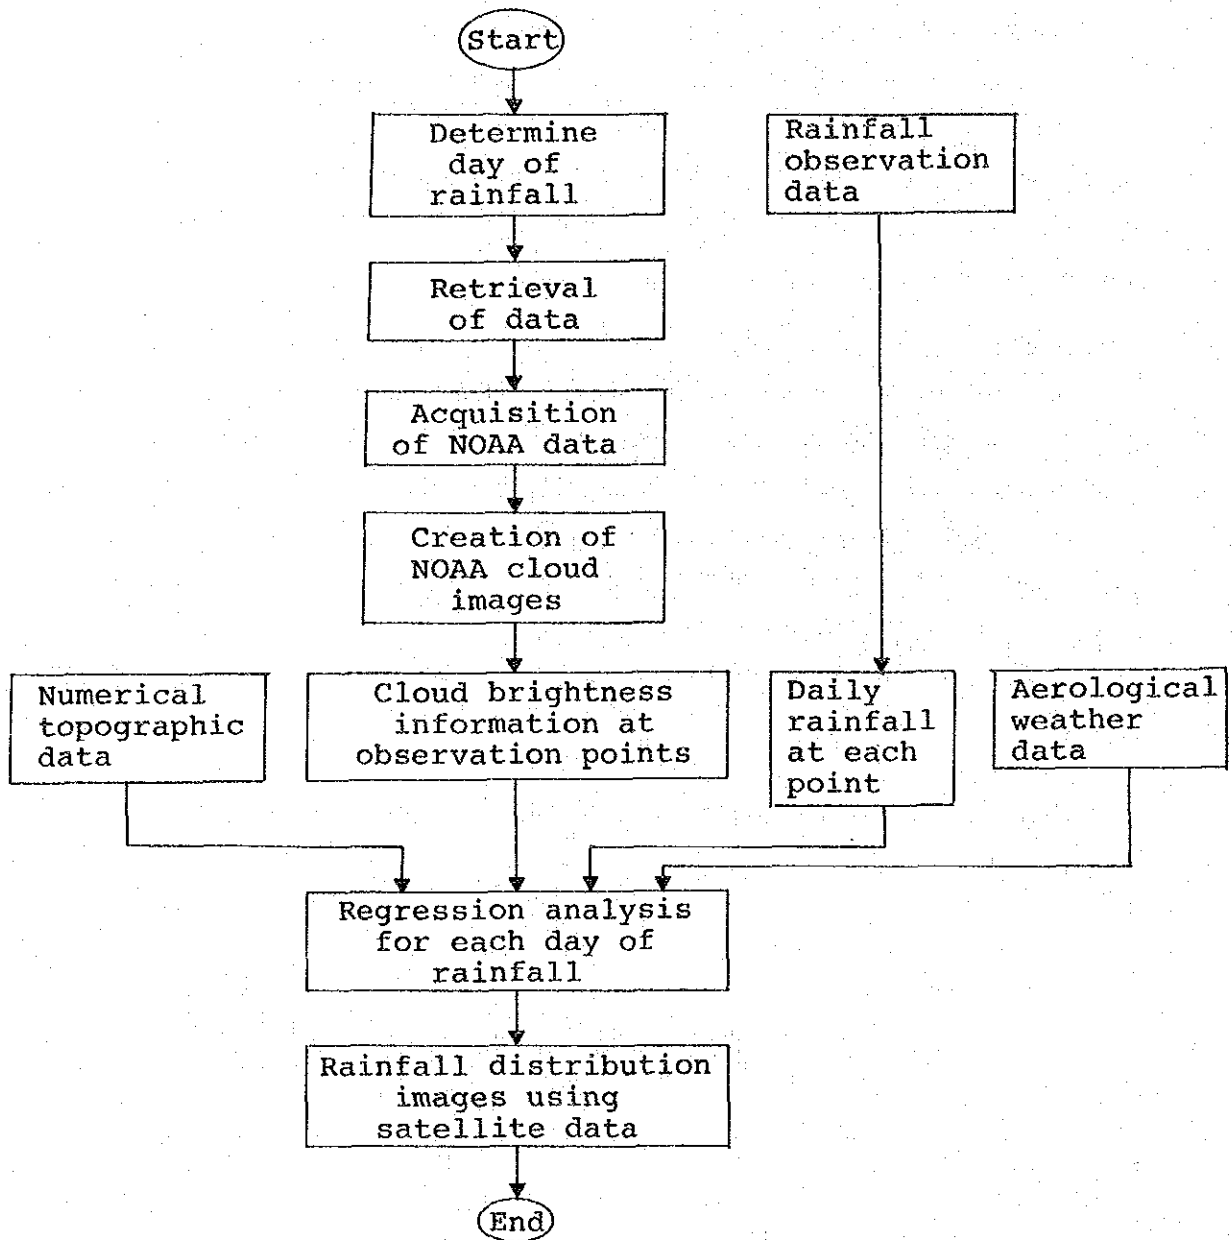 Start
Determine
day of
rainfall
Rainfall
observation
data
Retrieval
of data
Acquisition
of NOAA data
Creation of
NOAA cloud
images
Numerical
topographic
data
Cloud brightness
information at
observation points
Daily
rainfall
at each
point
Aerological
weather
data
Regression analysis
for each day of
rainfall
Rainfall distribution
images using
satellite data
End